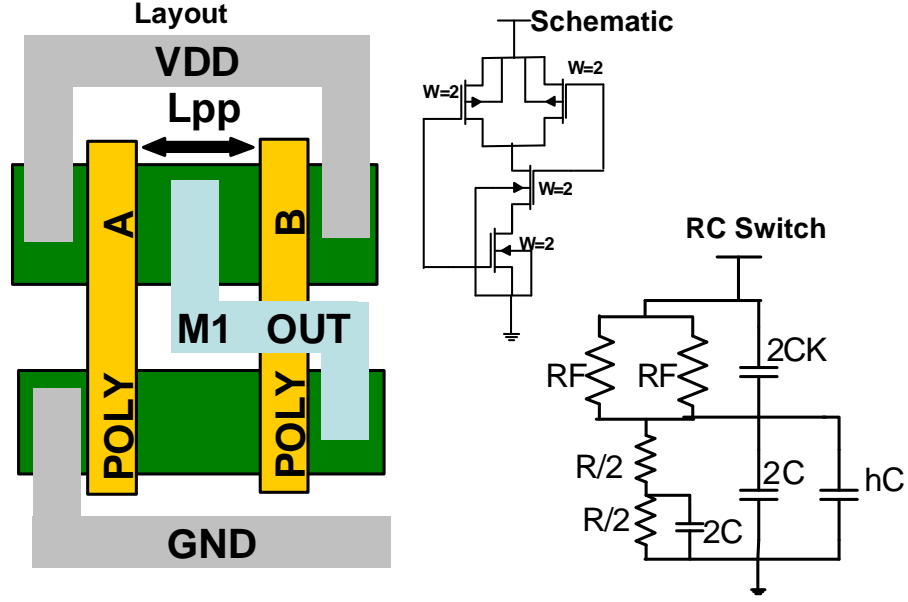 Layout
VDD
Lpp
A
B
M1 OUT
POLY
POLY
GND
Schematic
W=2
W=2
W=2
W=2
RC Switch
RF
RF
2CK
R/2
R/2
2C
2C
hC